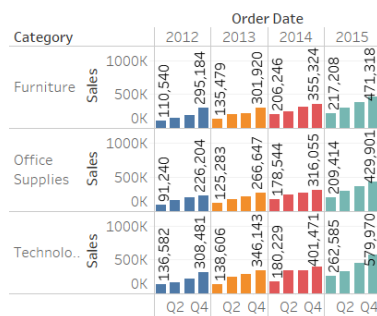 Order Date
Category 2012 2013 2014 2015
Furniture
Sales
1000K
500K
0K
110,540 295,184 135,479 301,920 206,246 355,324 217,208 471,318
Office
Supplies
Sales
1000K
500K
0K
91,240 226,204 125,283 266,647 178,544 316,055 209,414 429,901
Technolo..
Sales
1000K
500K
0K
136,582 308,481 138,606 346,143 180,229 401,471 262,585 579,970
Q2 Q4 Q2 Q4 Q2 Q4 Q2 Q4